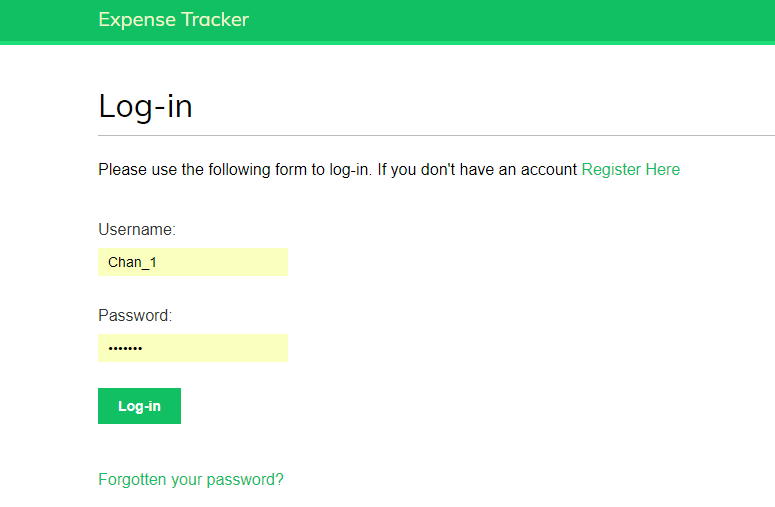 Expense Tracker
Log-in
Please use the following form to log-in. If you don't have an account Register Here
Username:
Chan_1
Password:
•••••••
Log-in
Forgotten your password?